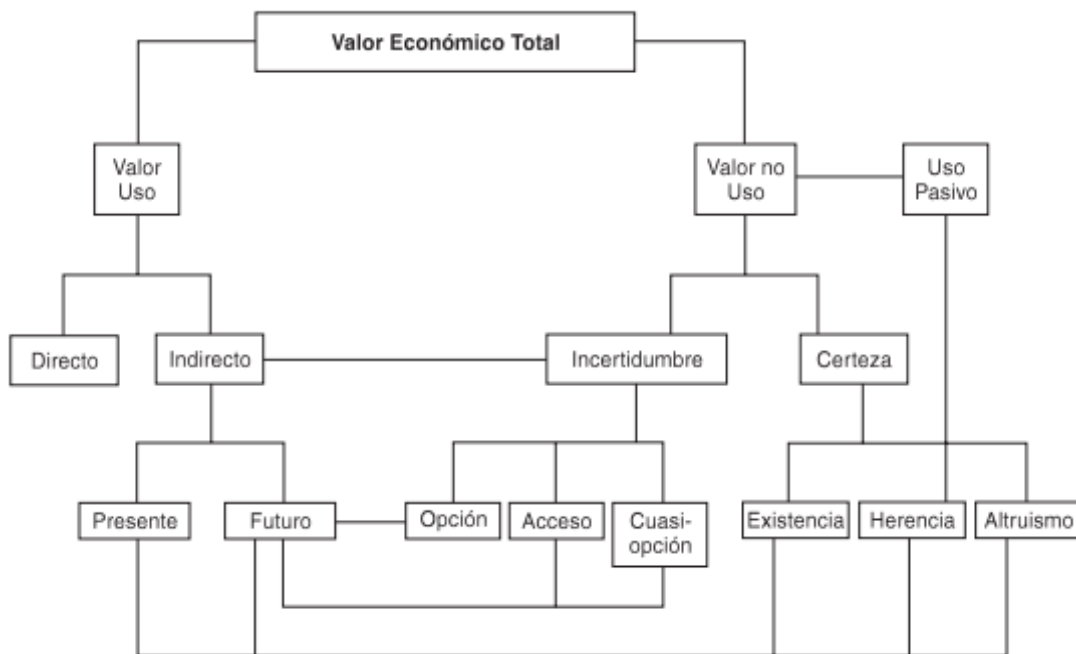 Valor Económico Total
Valor
Uso
Valor no
Uso
Uso
Pasivo
Directo
Indirecto
Incertidumbre
Certeza
Presente
Futuro
Opción
Acceso
Cuasi-
opción
Existencia
Herencia
Altruismo